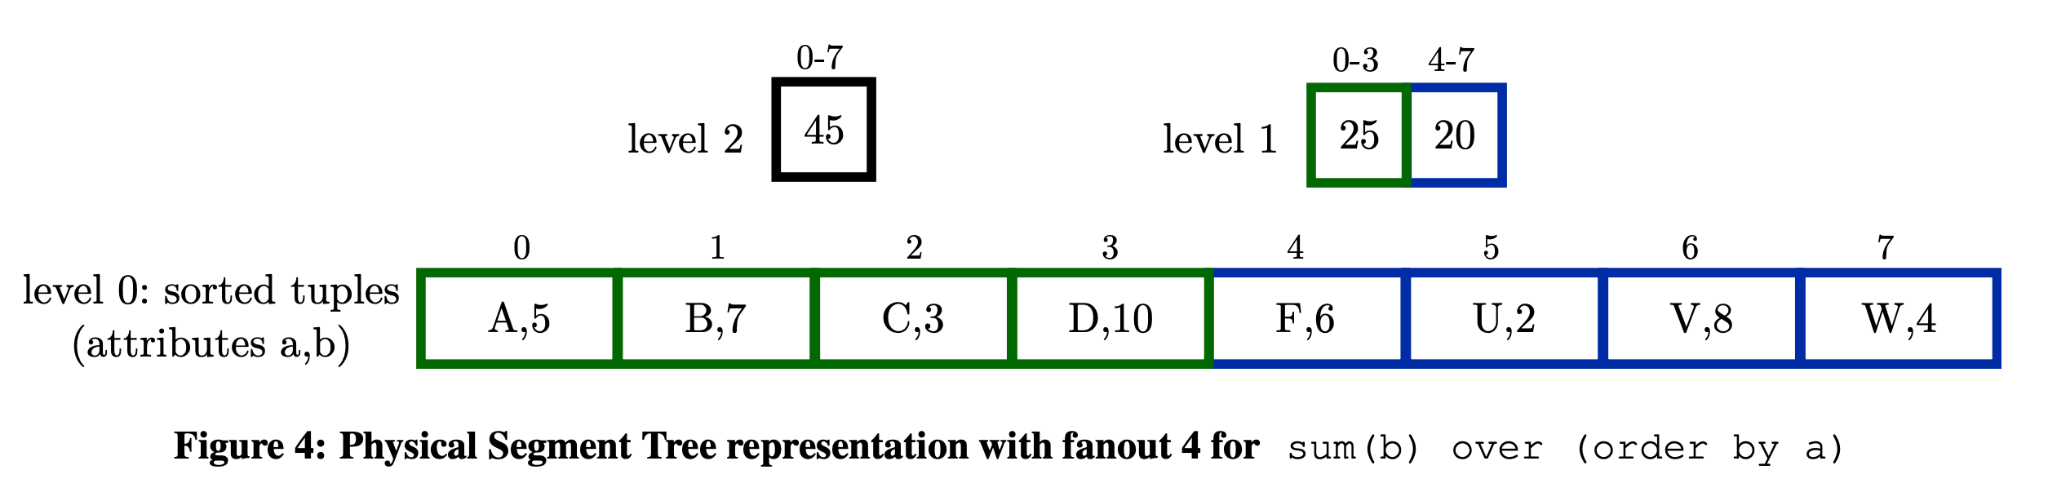 0-7
0-3 4-7
level 2 45 level 1 25 20
0 1 2 3 4 5 6 7
level 0: sorted tuples
(attributes a,b)
A,5 B,7 C,3 D,10 F,6 U,2 V,8 W,4
Figure 4: Physical Segment Tree representation with fanout 4 for sum(b) over (order by a)